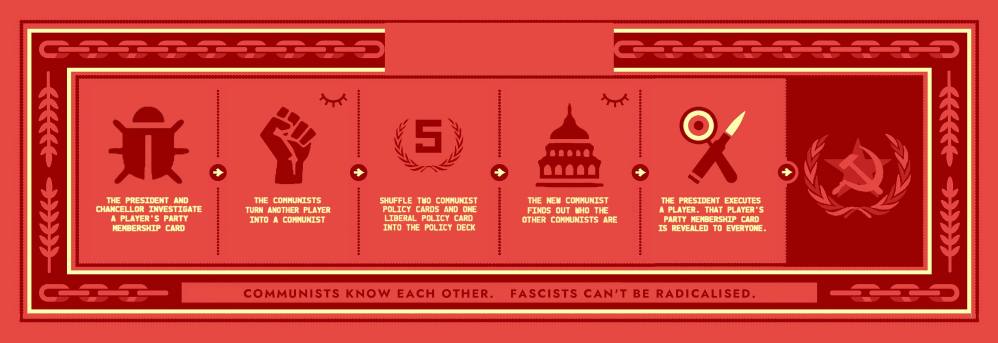 THE PRESIDENT AND
CHANCELLOR INVESTIGATE
A PLAYER'S PARTY
MEMBERSHIP CARD
THE COMMUNISTS
TURN ANOTHER PLAYER
INTO A COMMUNIST
5
SHUFFLE TWO COMMUNIST
POLICY CARDS AND ONE
LIBERAL POLICY CARD
INTO THE POLICY DECK
THE NEW COMMUNIST
FINDS OUT WHO THE
OTHER COMMUNISTS ARE
THE PRESIDENT EXECUTES
A PLAYER. THAT PLAYER'S
PARTY MEMBERSHIP CARD
IS REVEALED TO EVERYONE.
COMMUNISTS KNOW EACH OTHER. FASCISTS CAN'T BE RADICALISED.